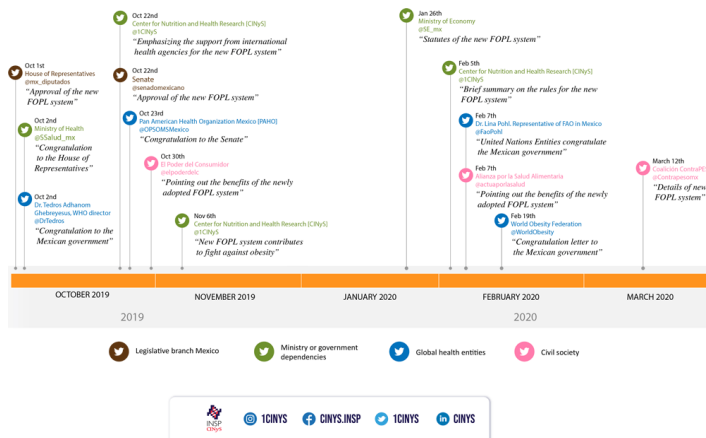 Oct 1st
House of Representatives
@mx_diputados
“Approval of the new
FOPL system”
Oct 2nd
Ministry of Health
@SSalud_mx
“Congratulation
to the House of
Representatives”
Oct 2nd
Dr. Tedros Adhanom
Ghebreyesus, WHO director
@DrTedros
“Congratulation to the
Mexican government”
Oct 22nd
Center for Nutrition and Health Research [CINyS]
@1CINyS
“Emphasizing the support from international
health agencies for the new FOPL system”
Oct 22nd
Senate
@senadomexicano
“Approval of the new FOPL system”
Oct 23rd
Pan American Health Organization Mexico [PAHO]
@OPSOMSMexico
“Congratulation to the Senate”
Oct 30th
El Poder del Consumidor
@elpoderdelc
“Pointing out the benefits of the newly
adopted FOPL system”
Nov 6th
Center for Nutrition and Health Research [CINyS]
@1CINyS
“New FOPL system contributes
to fight against obesity”
Jan 26th
Ministry of Economy
@SE_mx
“Statutes of the new FOPL system”
Feb 5th
Center for Nutrition and Health Research [CINyS]
@1CINyS
“Brief summary on the rules for the new
FOPL system”
Feb 7th
Dr. Lina Pohl, Representative of FAO in Mexico
@FaoPohl
“United Nations Entities congratulate
the Mexican government”
Feb 7th
Alianza por la Salud Alimentaria
@actuaporlasalud
“Pointing out the benefits of the newly
adopted FOPL system”
Feb 19th
World Obesity Federation
@WorldObesity
“Congratulation letter to
the Mexican government”
March 12th
Coalición ContraPE
@Contrapesomx
“Details of new
FOPL system”
OCTOBER 2019
NOVEMBER 2019
JANUARY 2020
FEBRUARY 2020
MARCH 2020
2019
2020
Legislative branch Mexico
Ministry or government
dependencies
Global health entities
Civil society
INSP
CINyS
1CINYS
CINYS.INSP
1CINYS
CINYS